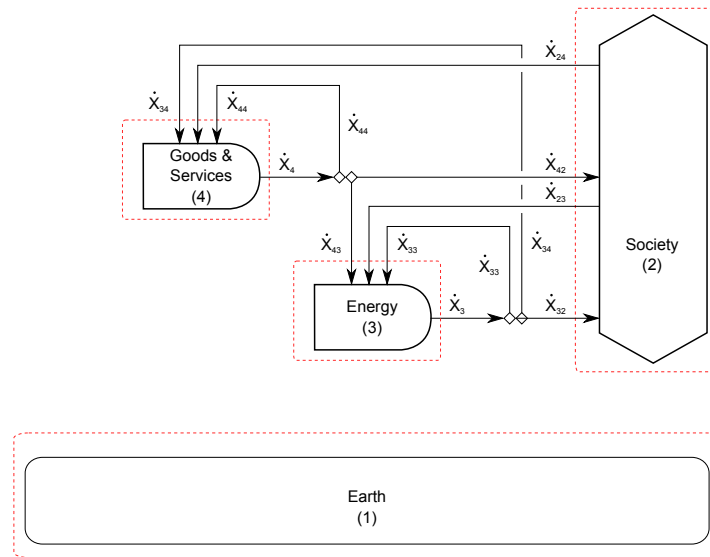 Ẋ24
Ẋ34
Ẋ44
Ẋ44
Goods &
Services
(4)
Ẋ4
Ẋ42
Ẋ23
Ẋ43
Ẋ33
Ẋ34
Society
(2)
Ẋ33
Energy
(3)
Ẋ3
Ẋ32
Earth
(1)